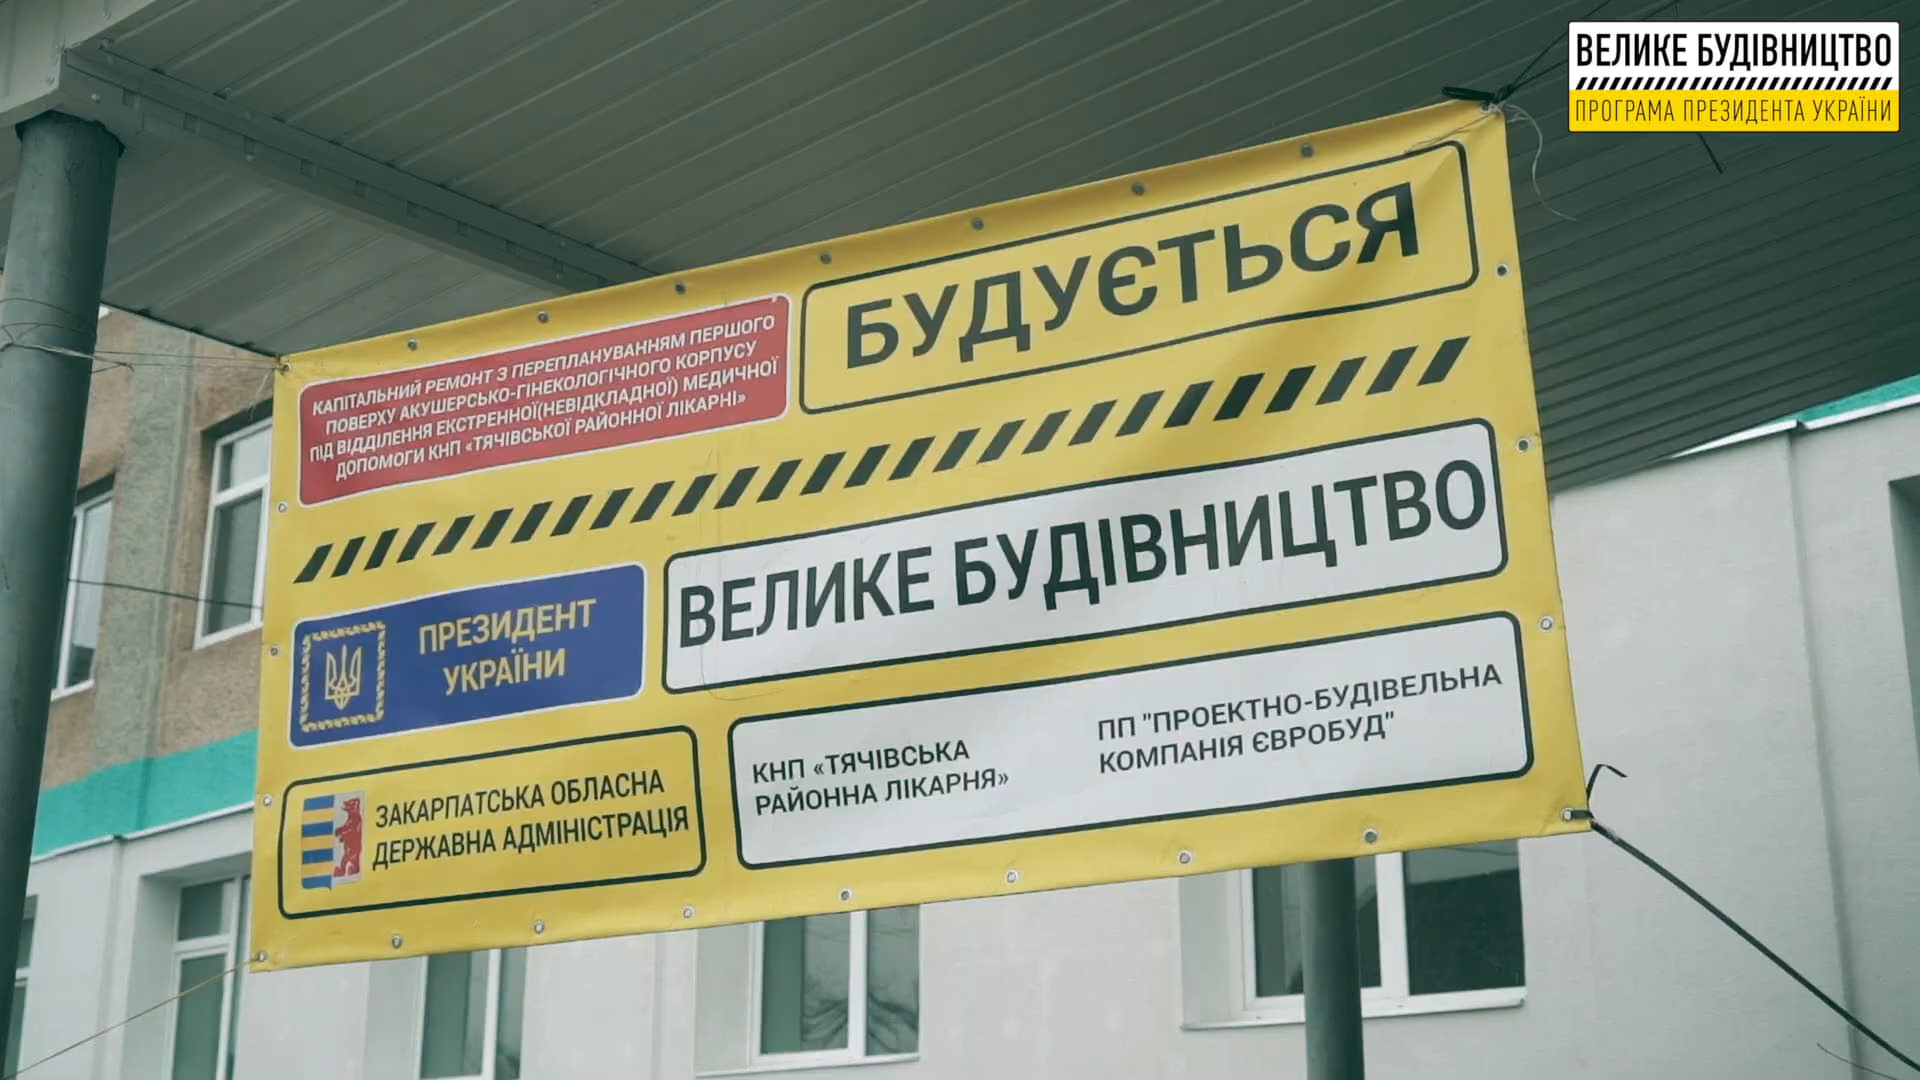 ВЕЛИКЕ БУДІВНИЦТВО
ПРОГРАМА ПРЕЗИДЕНТА УКРАЇНИ
КАПІТАЛЬНИЙ РЕМОНТ З ПЕРЕПЛАНУВАННЯМ ПЕРШОГО
ПОВЕРХУ АКУШЕРСЬКО-ГІНЕКОЛОГІЧНОГО КОРПУСУ
ПІД ВІДДІЛЕННЯ ЕКСТРЕННОЇ(НЕВІДКЛАДНОЇ) МЕДИЧНОЇ
ДОПОМОГИ КНП «ТЯЧІВСЬКОЇ РАЙОННОЇ ЛІКАРНІ»
БУДУЄТЬСЯ
ПРЕЗИДЕНТ
УКРАЇНИ
ВЕЛИКЕ БУДІВНИЦТВО
ЗАКАРПАТСЬКА ОБЛАСНА
ДЕРЖАВНА АДМІНІСТРАЦІЯ
КНП «ТЯЧІВСЬКА
РАЙОННА ЛІКАРНЯ»
ПП "ПРОЕКТНО-БУДІВЕЛЬНА
КОМПАНІЯ ЄВРОБУД"